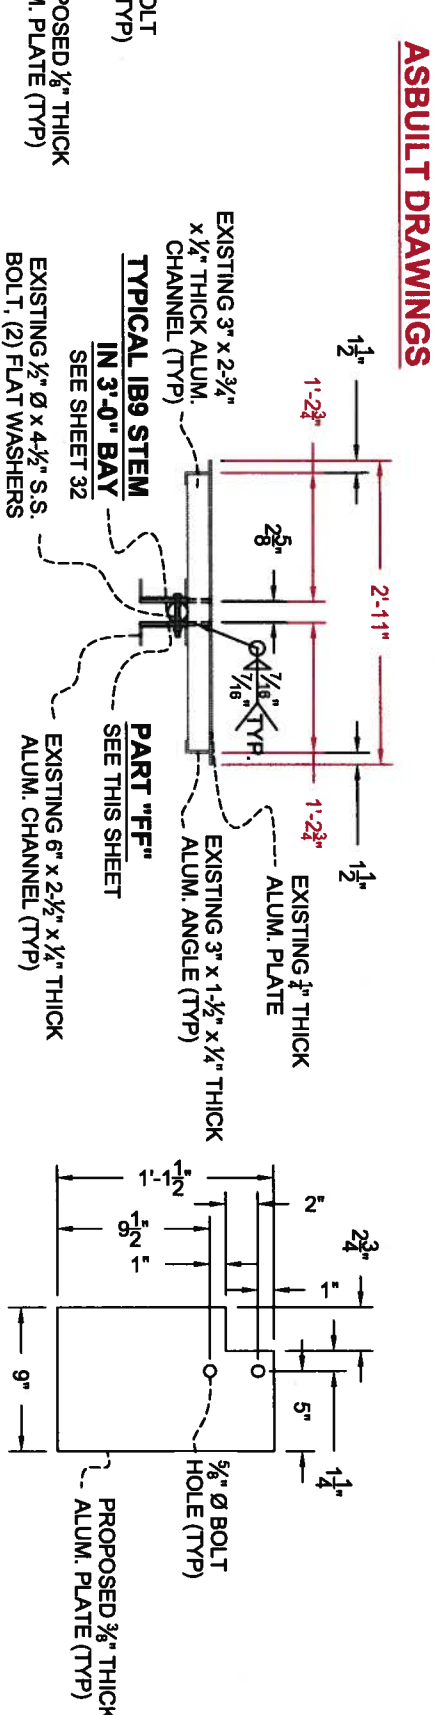 ASBUILT DRAWINGS
OLT
TYP)
POSED ⅛" THICK
M. PLATE (TYP)
1½"
1'-2¾"
2'-11"
2⅝"
1'-2¾"
1½"
7/16"
7/16" TYP.
EXISTING 3" x 2-¾"
x ¼" THICK ALUM.
CHANNEL (TYP)
TYPICAL IB9 STEM
IN 3'-0" BAY
SEE SHEET 32
EXISTING ½" Ø x 4-½" S.S.
BOLT, (2) FLAT WASHERS
EXISTING ¼" THICK
ALUM. PLATE
EXISTING 3" x 1-½" x ¼" THICK
ALUM. ANGLE (TYP)
PART "FF"
SEE THIS SHEET
EXISTING 6" x 2-½" x ¼" THICK
ALUM. CHANNEL (TYP)
1'-1½"
9½"
1"
2"
2¾"
1"
1¼"
5"
9"
⅝" Ø BOLT
HOLE (TYP)
PROPOSED ⅜" THICK
ALUM. PLATE (TYP)